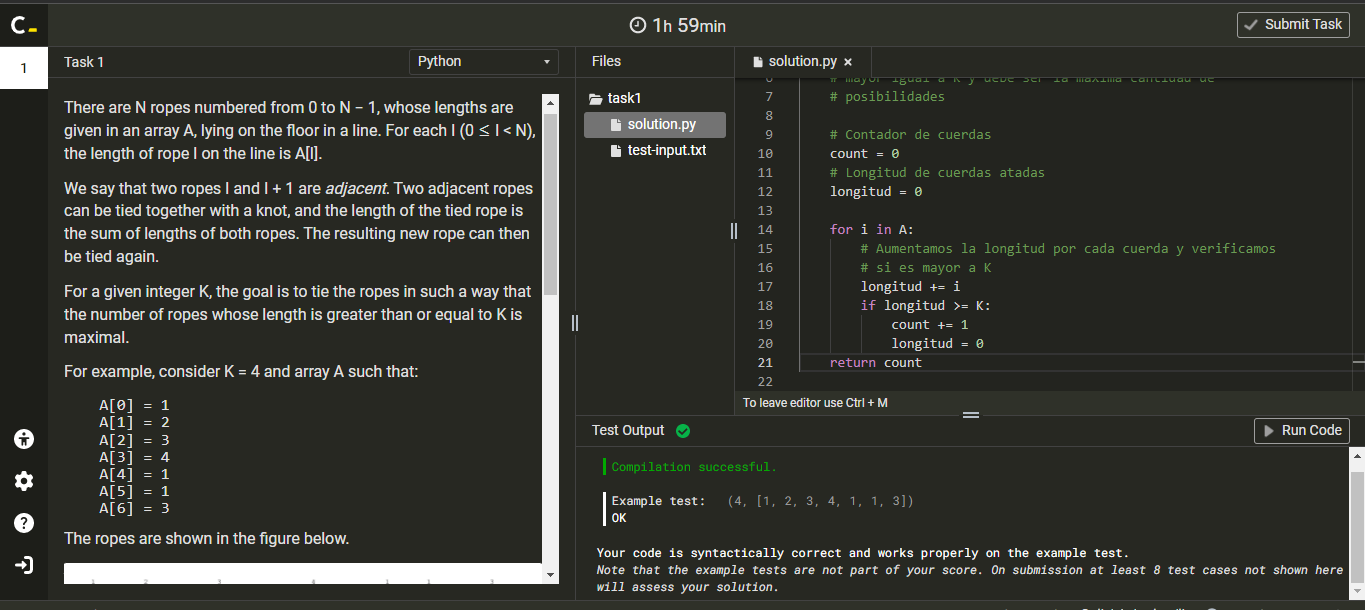 C_
1h 59min
Submit Task
1
Task 1
Python
Files
solution.py ×
There are N ropes numbered from 0 to N − 1, whose lengths are
given in an array A, lying on the floor in a line. For each I (0 ≤ I < N),
the length of rope I on the line is A[I].
We say that two ropes I and I + 1 are adjacent. Two adjacent ropes
can be tied together with a knot, and the length of the tied rope is
the sum of lengths of both ropes. The resulting new rope can then
be tied again.
For a given integer K, the goal is to tie the ropes in such a way that
the number of ropes whose length is greater than or equal to K is
maximal.
For example, consider K = 4 and array A such that:
A[0] = 1
A[1] = 2
A[2] = 3
A[3] = 4
A[4] = 1
A[5] = 1
A[6] = 3
The ropes are shown in the figure below.
task1
solution.py
test-input.txt
6 # mayor igual a K y debe ser la maxima cantidad de
7 # posibilidades
8
9 # Contador de cuerdas
10 count = 0
11 # Longitud de cuerdas atadas
12 longitud = 0
13
14 for i in A:
15 # Aumentamos la longitud por cada cuerda y verificamos
16 # si es mayor a K
17 longitud += i
18 if longitud >= K:
19 count += 1
20 longitud = 0
21 return count
22
To leave editor use Ctrl + M
Test Output
Run Code
Compilation successful.
Example test: (4, [1, 2, 3, 4, 1, 1, 3])
OK
Your code is syntactically correct and works properly on the example test.
Note that the example tests are not part of your score. On submission at least 8 test cases not shown here
will assess your solution.